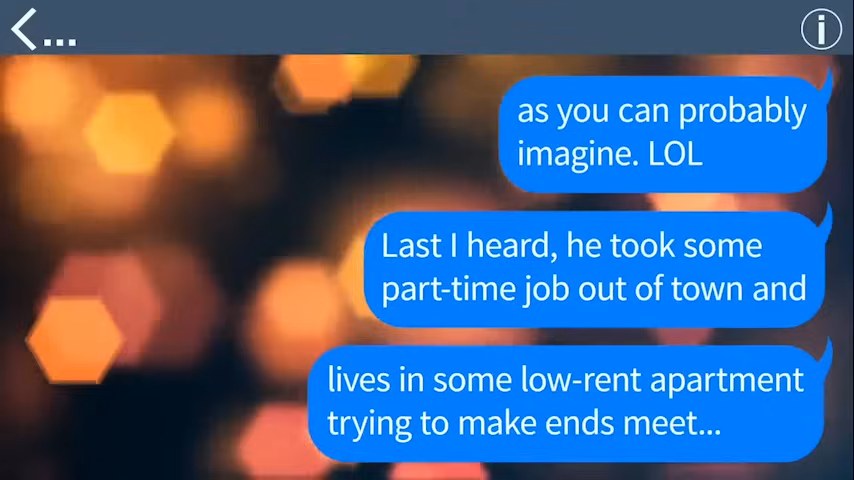 ...
as you can probably
imagine. LOL
Last I heard, he took some
part-time job out of town and
lives in some low-rent apartment
trying to make ends meet...